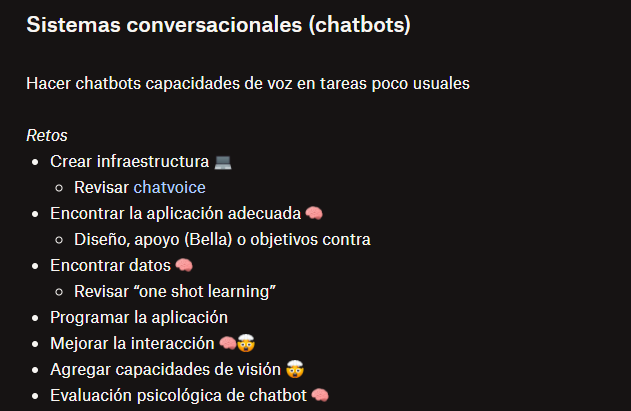 Sistemas conversacionales (chatbots)
Hacer chatbots capacidades de voz en tareas poco usuales
Retos
• Crear infraestructura 💻
◦ Revisar chatvoice
• Encontrar la aplicación adecuada 🧠
◦ Diseño, apoyo (Bella) o objetivos contra
• Encontrar datos 🧠
◦ Revisar “one shot learning”
• Programar la aplicación
• Mejorar la interacción 🧠🤯
• Agregar capacidades de visión 🤯
• Evaluación psicológica de chatbot 🧠